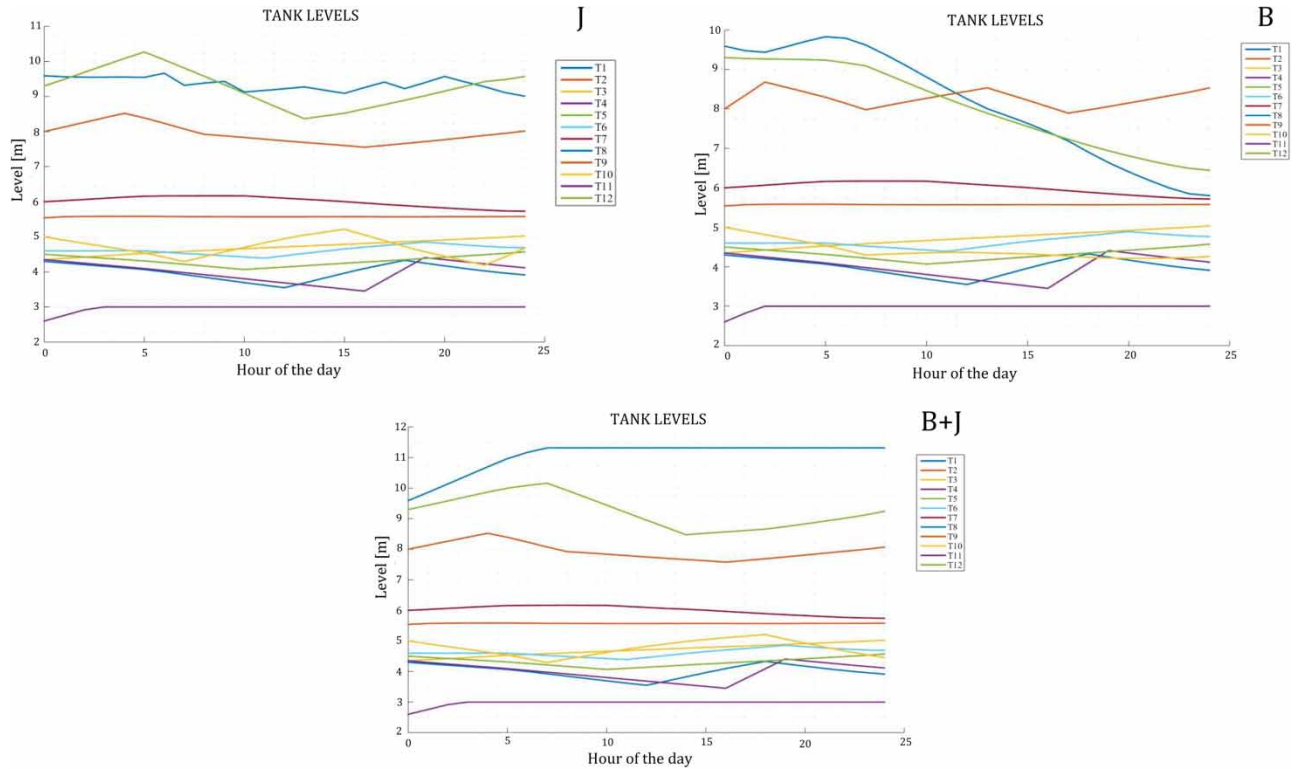 TANK LEVELS
J
11
10
9
8
7
6
5
4
3
2
Level [m]
0
5
10
15
20
25
Hour of the day
T1
T2
T3
T4
T5
T6
T7
T8
T9
T10
T11
T12
TANK LEVELS
B
10
9
8
7
6
5
4
3
2
Level [m]
0
5
10
15
20
25
Hour of the day
T1
T2
T3
T4
T5
T6
T7
T8
T9
T10
T11
T12
TANK LEVELS
B+J
12
11
10
9
8
7
6
5
4
3
2
Level [m]
0
5
10
15
20
25
Hour of the day
T1
T2
T3
T4
T5
T6
T7
T8
T9
T10
T11
T12